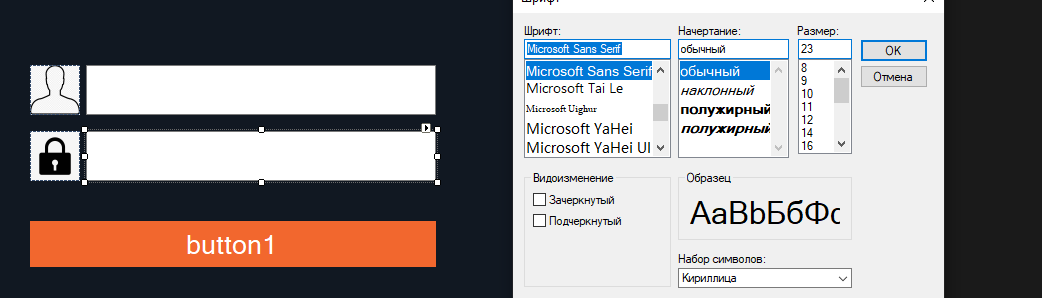 Шрифт
Шрифт:
Microsoft Sans Serif
Microsoft Sans Serif
Microsoft Tai Le
Microsoft Uighur
Microsoft YaHei
Microsoft YaHei UI
Начертание:
обычный
обычный
наклонный
полужирный
полужирный
Размер:
23
8
9
10
11
12
14
16
OK
Отмена
Видоизменение
Зачеркнутый
Подчеркнутый
Образец
АаВbБбФф
Набор символов:
Кириллица
button1